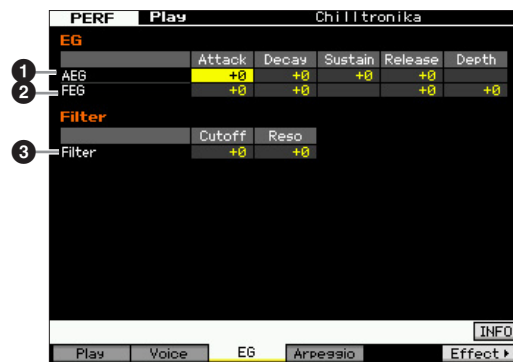 PERF Play Chilltronika
EG
Attack Decay Sustain Release Depth
1 AEG +0 +0 +0 +0
2 FEG +0 +0 +0 +0
Filter
Cutoff Reso
3 Filter +0 +0
INFO
Play Voice EG Arpeggio Effect